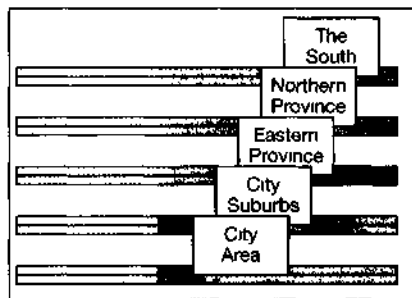 The
South
Northern
Province
Eastern
Province
City
Suburbs
City
Area